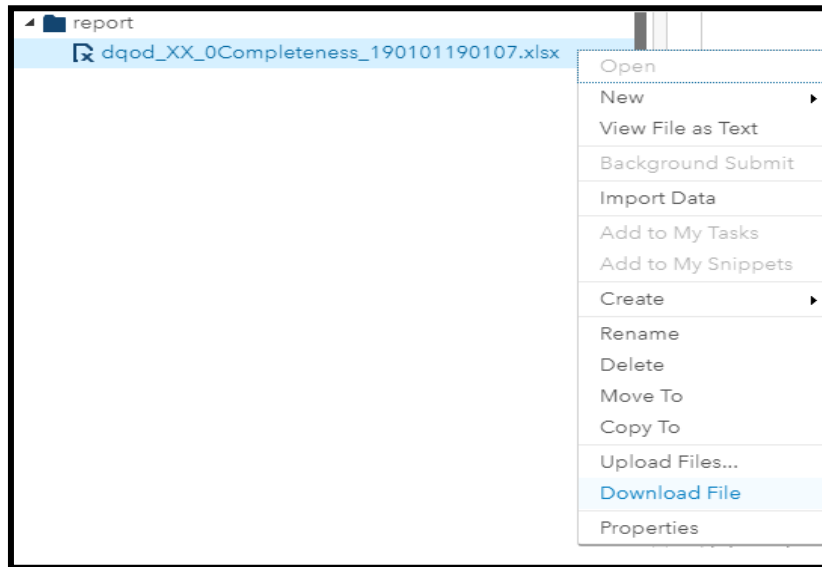 report
dqod_XX_0Completeness_190101190107.xlsx
Open
New
View File as Text
Background Submit
Import Data
Add to My Tasks
Add to My Snippets
Create
Rename
Delete
Move To
Copy To
Upload Files...
Download File
Properties